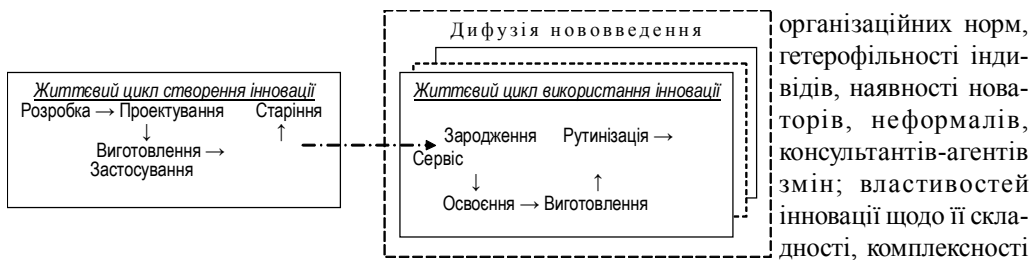 Дифузія нововведення
Життєвий цикл створення інновації
Розробка → Проектування Старіння
↓ ↑
Виготовлення →
Застосування
Життєвий цикл використання інновації
Зародження Рутинізація →
Сервіс
↓ ↑
Освоєння → Виготовлення
організаційних норм,
гетерофільності інди-
відів, наявності нова-
торів, неформалів,
консультантів-агентів
змін; властивостей
інновації щодо її скла-
дності, комплексності